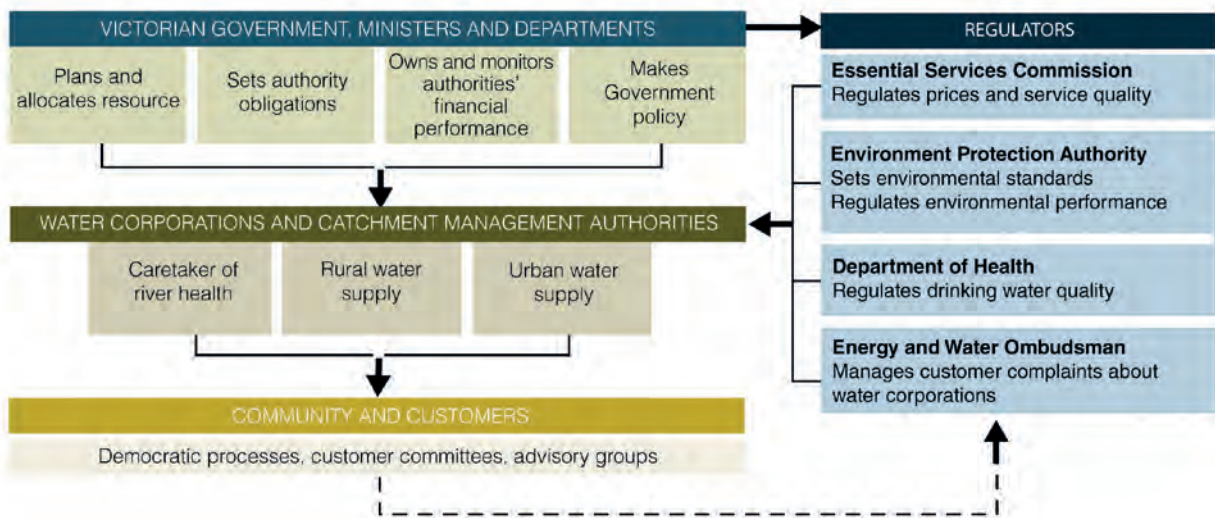 VICTORIAN GOVERNMENT, MINISTERS AND DEPARTMENTS
Plans and
allocates resource
Sets authority
obligations
Owns and monitors
authorities'
financial
performance
Makes
Government
policy
WATER CORPORATIONS AND CATCHMENT MANAGEMENT AUTHORITIES
Caretaker of
river health
Rural water
supply
Urban water
supply
COMMUNITY AND CUSTOMERS
Democratic processes, customer committees, advisory groups
REGULATORS
Essential Services Commission
Regulates prices and service quality
Environment Protection Authority
Sets environmental standards
Regulates environmental performance
Department of Health
Regulates drinking water quality
Energy and Water Ombudsman
Manages customer complaints about
water corporations